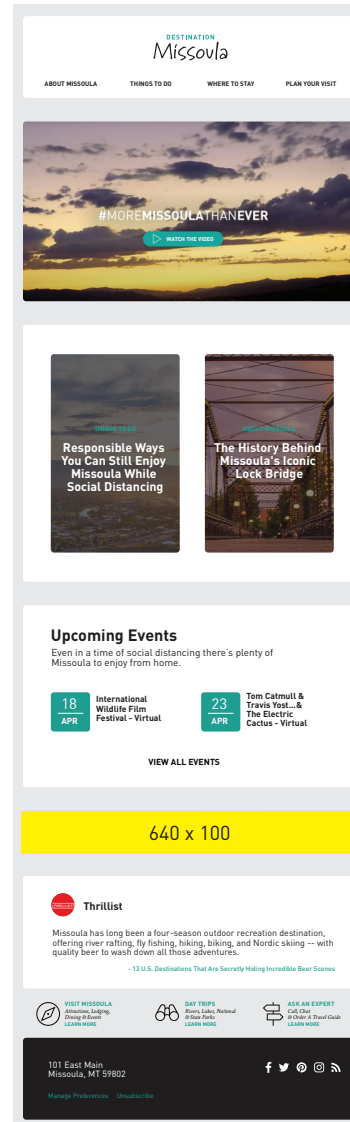 DESTINATION
Missoula
ABOUT MISSOULA THINGS TO DO WHERE TO STAY PLAN YOUR VISIT
#MOREMISSOULATHANEVER
WATCH THE VIDEO
THINGS TO DO
Responsible Ways
You Can Still Enjoy
Missoula While
Social Distancing
ABOUT MISSOULA
The History Behind
Missoula's Iconic
Lock Bridge
Upcoming Events
Even in a time of social distancing there's plenty of
Missoula to enjoy from home.
18
APR
International
Wildlife Film
Festival - Virtual
23
APR
Tom Catmull &
Travis Yost...&
The Electric
Cactus - Virtual
VIEW ALL EVENTS
640 x 100
THRILLIST
Thrillist
Missoula has long been a four-season outdoor recreation destination,
offering river rafting, fly fishing, hiking, biking, and Nordic skiing -- with
quality beer to wash down all those adventures.
- 13 U.S. Destinations That Are Secretly Hiding Incredible Beer Scenes
VISIT MISSOULA
Attractions, Lodging,
Dining & Events
LEARN MORE
DAY TRIPS
Rivers, Lakes, National
& State Parks
LEARN MORE
ASK AN EXPERT
Call, Chat
& Order A Travel Guide
LEARN MORE
101 East Main
Missoula, MT 59802
Manage Preferences Unsubscribe